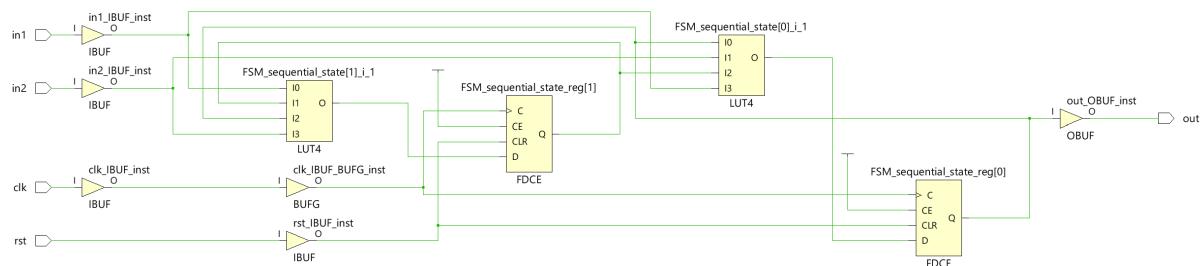 in1_IBUF_inst
in1
I
O
IBUF
in2_IBUF_inst
in2
I
O
IBUF
FSM_sequential_state[1]_i_1
I0
I1
I2
I3
O
LUT4
FSM_sequential_state_reg[1]
C
CE
CLR
D
Q
FDCE
FSM_sequential_state[0]_i_1
I0
I1
I2
I3
O
LUT4
out_OBUF_inst
I
O
OBUF
out
clk_IBUF_inst
clk
I
O
IBUF
clk_IBUF_BUFG_inst
I
O
BUFG
rst
rst_IBUF_inst
I
O
IBUF
FSM_sequential_state_reg[0]
C
CE
CLR
D
Q
FDCE